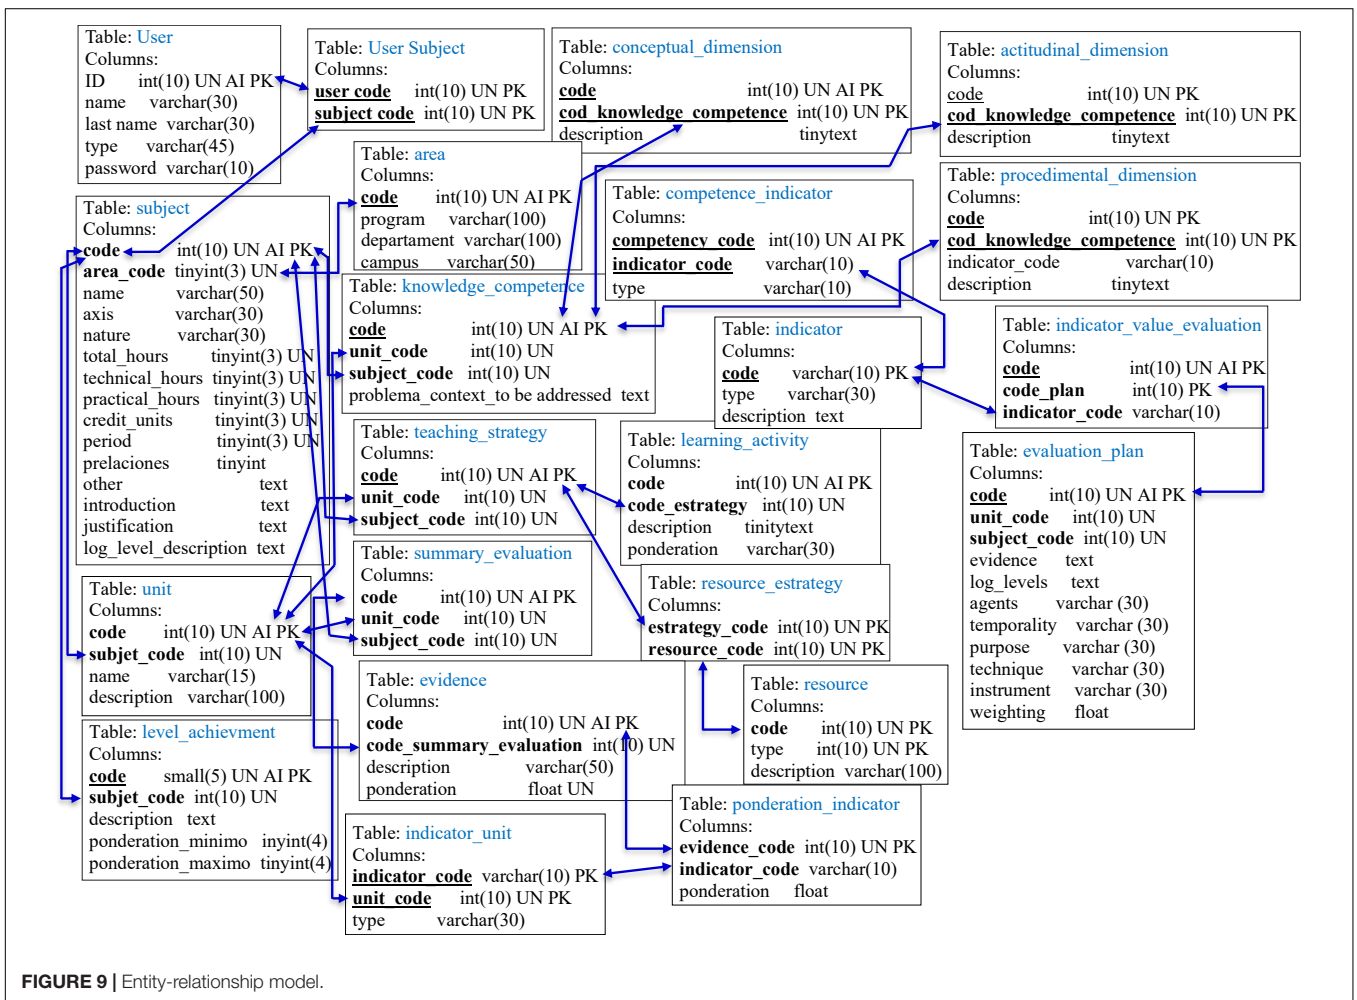 Table: User
Columns:
ID int(10) UN AI PK
name varchar(30)
last name varchar(30)
type varchar(45)
password varchar(10)
Table: User Subject
Columns:
user code int(10) UN PK
subject code int(10) UN PK
Table: conceptual_dimension
Columns:
code int(10) UN AI PK
cod_knowledge_competence int(10) UN PK
description tinytext
Table: actitudinal_dimension
Columns:
code int(10) UN PK
cod_knowledge_competence int(10) UN PK
description tinytext
Table: area
Columns:
code int(10) UN AI PK
program varchar(100)
departament varchar(100)
campus varchar(50)
Table: competence_indicator
Columns:
competency_code int(10) UN AI PK
indicator_code varchar(10)
type varchar(10)
Table: procedimental_dimension
Columns:
code int(10) UN PK
cod_knowledge_competence int(10) UN PK
indicator_code varchar(10)
description tinytext
Table: subject
Columns:
code int(10) UN AI PK
area_code tinyint(3) UN
name varchar(50)
axis varchar(30)
nature varchar(30)
total_hours tinyint(3) UN
technical_hours tinyint(3) UN
practical_hours tinyint(3) UN
credit_units tinyint(3) UN
period tinyint(3) UN
prelaciones tinyint
other text
introduction text
justification text
log_level_description text
Table: knowledge_competence
Columns:
code int(10) UN AI PK
unit_code int(10) UN
subject_code int(10) UN
problema_context_to be addressed text
Table: indicator
Columns:
code varchar(10) PK
type varchar(30)
description text
Table: indicator_value_evaluation
Columns:
code int(10) UN AI PK
code_plan int(10) PK
indicator_code varchar(10)
Table: teaching_strategy
Columns:
code int(10) UN AI PK
unit_code int(10) UN
subject_code int(10) UN
Table: learning_activity
Columns:
code int(10) UN AI PK
code_estrategy int(10) UN
description tinitytext
ponderation varchar(30)
Table: evaluation_plan
Columns:
code int(10) UN AI PK
unit_code int(10) UN
subject_code int(10) UN
evidence text
log_levels text
agents varchar (30)
temporality varchar (30)
purpose varchar (30)
technique varchar (30)
instrument varchar (30)
weighting float
Table: summary_evaluation
Columns:
code int(10) UN AI PK
unit_code int(10) UN
subject_code int(10) UN
Table: resource_estrategy
Columns:
estrategy_code int(10) UN PK
resource_code int(10) UN PK
Table: unit
Columns:
code int(10) UN AI PK
subjet_code int(10) UN
name varchar(15)
description varchar(100)
Table: evidence
Columns:
code int(10) UN AI PK
code_summary_evaluation int(10) UN
description varchar(50)
ponderation float UN
Table: resource
Columns:
code int(10) UN PK
type int(10) UN PK
description varchar(100)
Table: level_achievment
Columns:
code small(5) UN AI PK
subjet_code int(10) UN
description text
ponderation_minimo inyint(4)
ponderation_maximo tinyint(4)
Table: ponderation_indicator
Columns:
evidence_code int(10) UN PK
indicator_code varchar(10)
ponderation float
Table: indicator_unit
Columns:
indicator_code varchar(10) PK
unit_code int(10) UN PK
type varchar(30)
FIGURE 9 | Entity-relationship model.